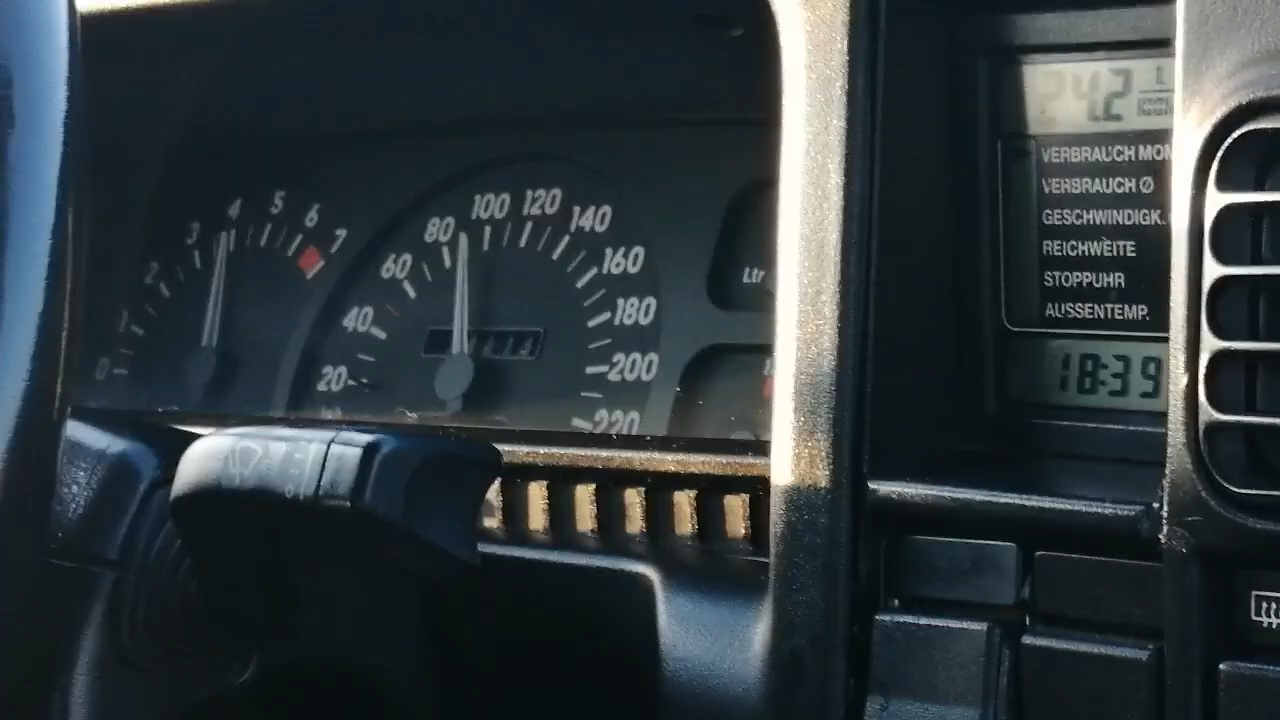 0
1
2
3
4
5
6
7
20
40
60
80
100
120
140
160
180
200
220
Ltr
24.2 L
VERBRAUCH MOM
VERBRAUCH Ø
GESCHWINDIGK.
REICHWEITE
STOPPUHR
AUSSENTEMP.
18:39